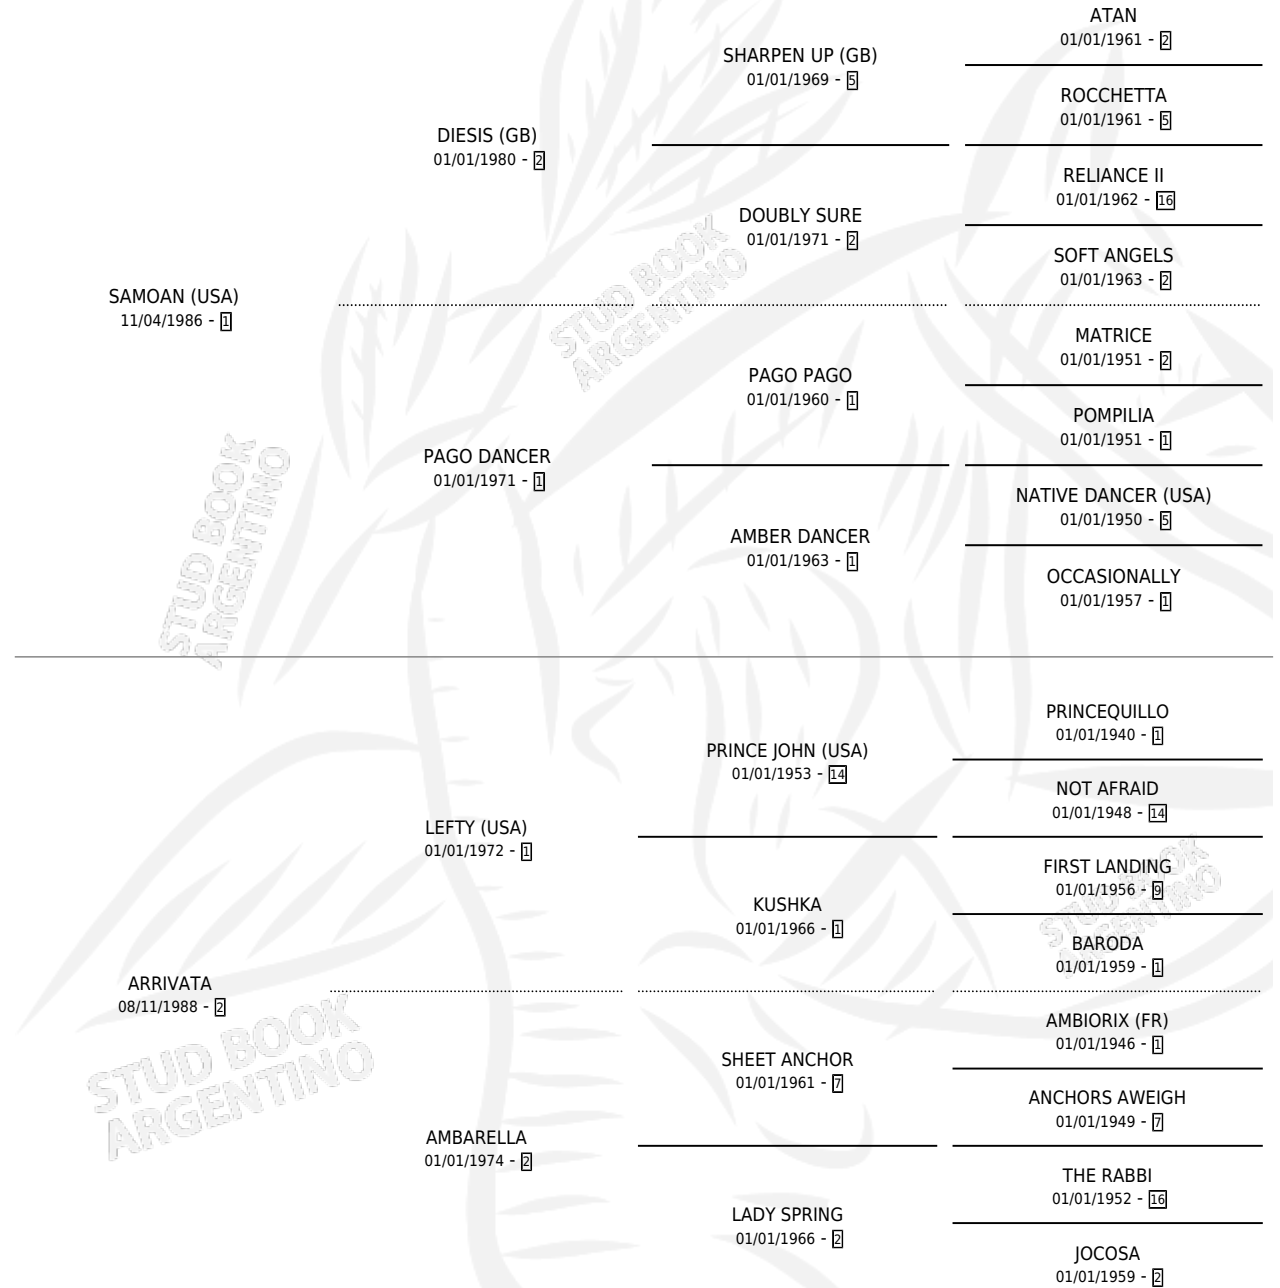 ATAN
01/01/1961 - 2
SHARPEN UP (GB)
01/01/1969 - 5
ROCCHETTA
01/01/1961 - 5
DIESIS (GB)
01/01/1980 - 2
RELIANCE II
01/01/1962 - 16
DOUBLY SURE
01/01/1971 - 2
SOFT ANGELS
01/01/1963 - 2
SAMOAN (USA)
11/04/1986 - 1
STUD BOOK
ARGENTINO
MATRICE
01/01/1951 - 2
PAGO PAGO
01/01/1960 - 1
POMPILIA
01/01/1951 - 1
PAGO DANCER
01/01/1971 - 1
NATIVE DANCER (USA)
01/01/1950 - 5
AMBER DANCER
01/01/1963 - 1
OCCASIONALLY
01/01/1957 - 1
STUD BOOK
ARGENTINO
PRINCEQUILLO
01/01/1940 - 1
PRINCE JOHN (USA)
01/01/1953 - 14
NOT AFRAID
01/01/1948 - 14
LEFTY (USA)
01/01/1972 - 1
FIRST LANDING
01/01/1956 - 9
KUSHKA
01/01/1966 - 1
BARODA
01/01/1959 - 1
STUD BOOK
ARGENTINO
ARRIVATA
08/11/1988 - 2
AMBIORIX (FR)
01/01/1946 - 1
SHEET ANCHOR
01/01/1961 - 7
ANCHORS AWEIGH
01/01/1949 - 7
STUD BOOK
ARGENTINO
AMBARELLA
01/01/1974 - 2
THE RABBI
01/01/1952 - 16
LADY SPRING
01/01/1966 - 2
JOCOSA
01/01/1959 - 2